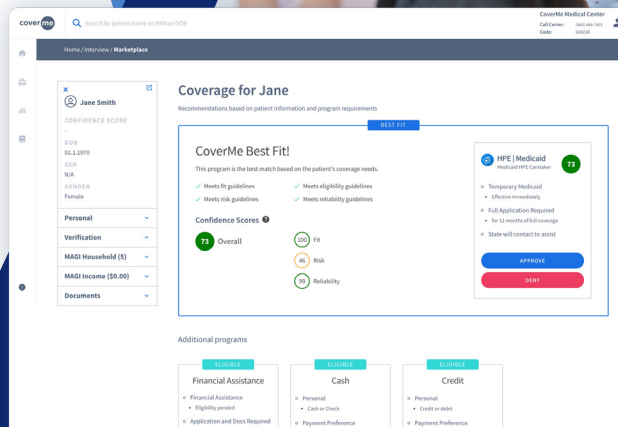 coverme
Search by patient name or MRN or DOB
CoverMe Medical Center
Call Center:
Code:
Home / Interview / Marketplace
Jane Smith
CONFIDENCE SCORE
-
DOB
01.1.1970
SSN
N/A
GENDER
Female
Personal
Verification
MAGI Household (5)
MAGI Income ($0.00)
Documents
Coverage for Jane
Recommendations based on patient information and program requirements
BEST FIT
CoverMe Best Fit!
This program is the best match based on the patient's coverage needs.
Meets fit guidelines
Meets eligibility guidelines
Meets risk guidelines
Meets reliability guidelines
Confidence Scores ?
73 Overall
100 Fit
46 Risk
99 Reliability
HPE | Medicaid
Medicaid HPE Caretaker
73
Temporary Medicaid
Effective Immediately
Full Application Required
for 12 months of full coverage
State will contact to assist
APPROVE
DENY
Additional programs
ELIGIBLE
Financial Assistance
Financial Assistance
Eligibility pended
Application and Docs Required
ELIGIBLE
Cash
Personal
Cash or Check
Payment Preference
ELIGIBLE
Credit
Personal
Credit or debit
Payment Preference